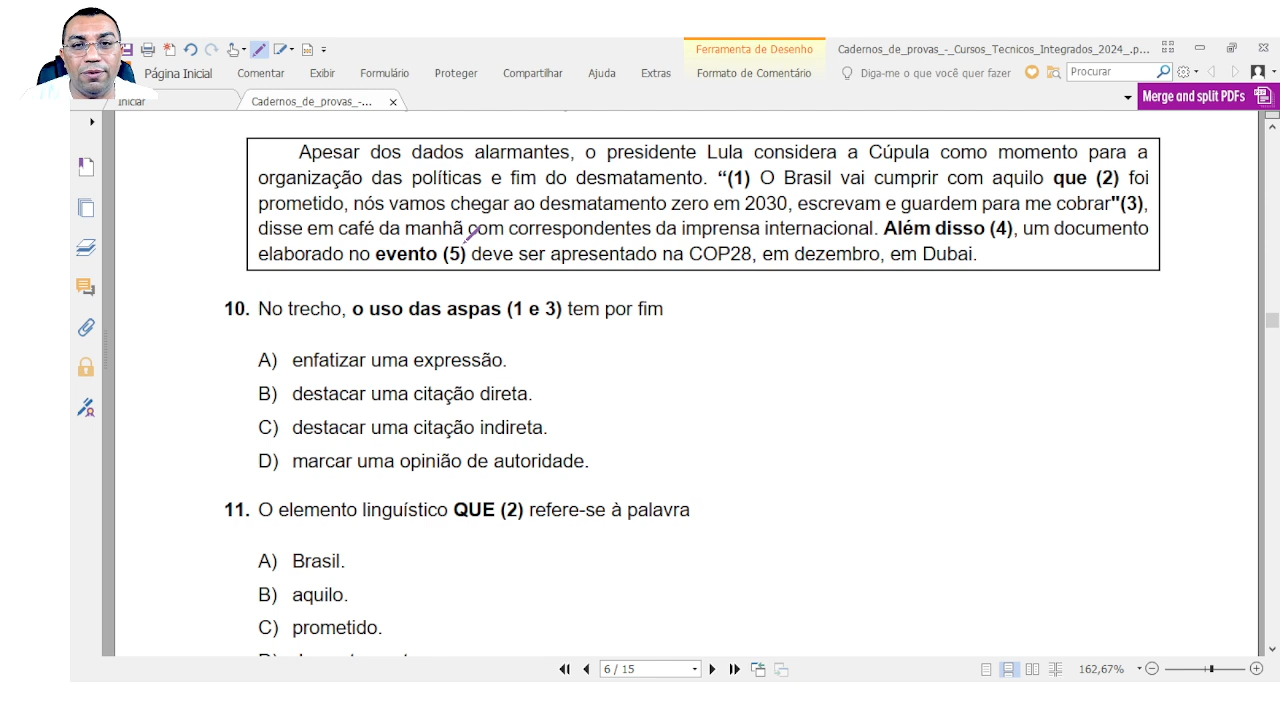 Ferramenta de Desenho
Cadernos_de_provas_-_Cursos_Tecnicos_Integrados_2024_.p...
Página Inicial
Comentar
Exibir
Formulário
Proteger
Compartilhar
Ajuda
Extras
Formato de Comentário
Diga-me o que você quer fazer
Procurar
Iniciar
Cadernos_de_provas_-...
Merge and split PDFs
Apesar dos dados alarmantes, o presidente Lula considera a Cúpula como momento para a
organização das políticas e fim do desmatamento. “(1) O Brasil vai cumprir com aquilo que (2) foi
prometido, nós vamos chegar ao desmatamento zero em 2030, escrevam e guardem para me cobrar"(3),
disse em café da manhã com correspondentes da imprensa internacional. Além disso (4), um documento
elaborado no evento (5) deve ser apresentado na COP28, em dezembro, em Dubai.
10. No trecho, o uso das aspas (1 e 3) tem por fim
A) enfatizar uma expressão.
B) destacar uma citação direta.
C) destacar uma citação indireta.
D) marcar uma opinião de autoridade.
11. O elemento linguístico QUE (2) refere-se à palavra
A) Brasil.
B) aquilo.
C) prometido.
6 / 15
162,67%